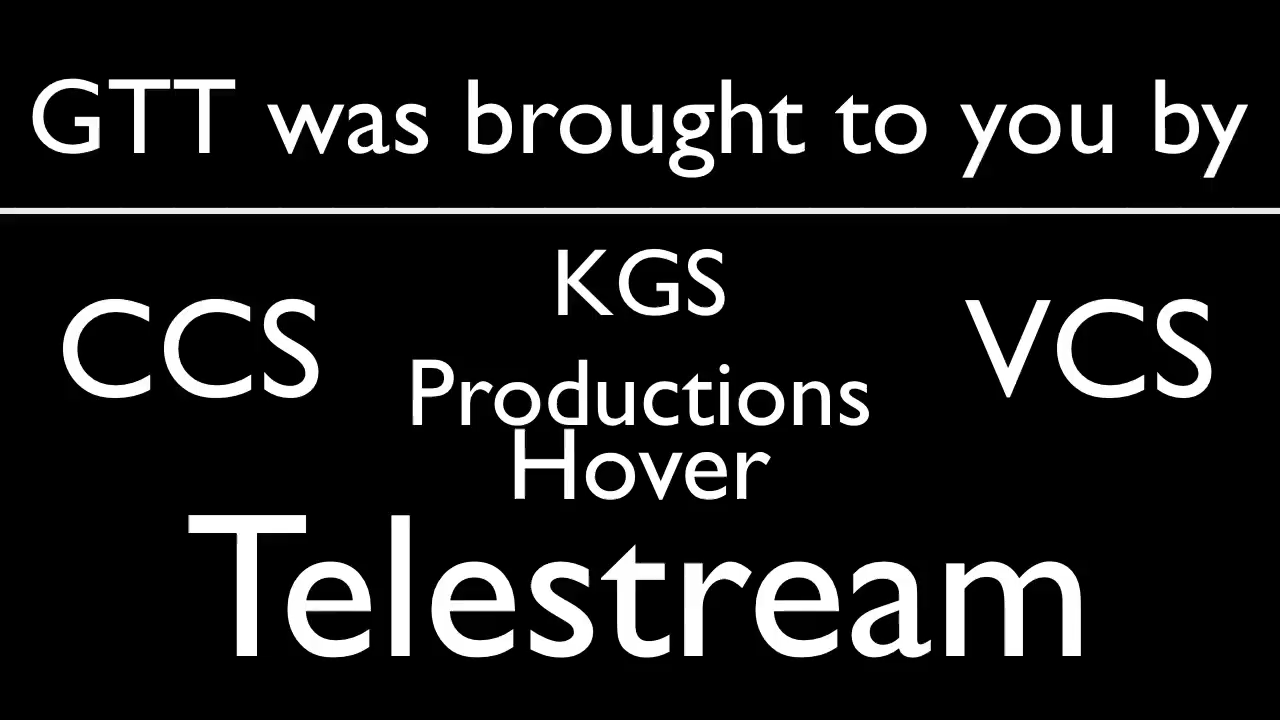 GTT was brought to you by
KGS
CCS
VCS
Productions
Hover
Telestream